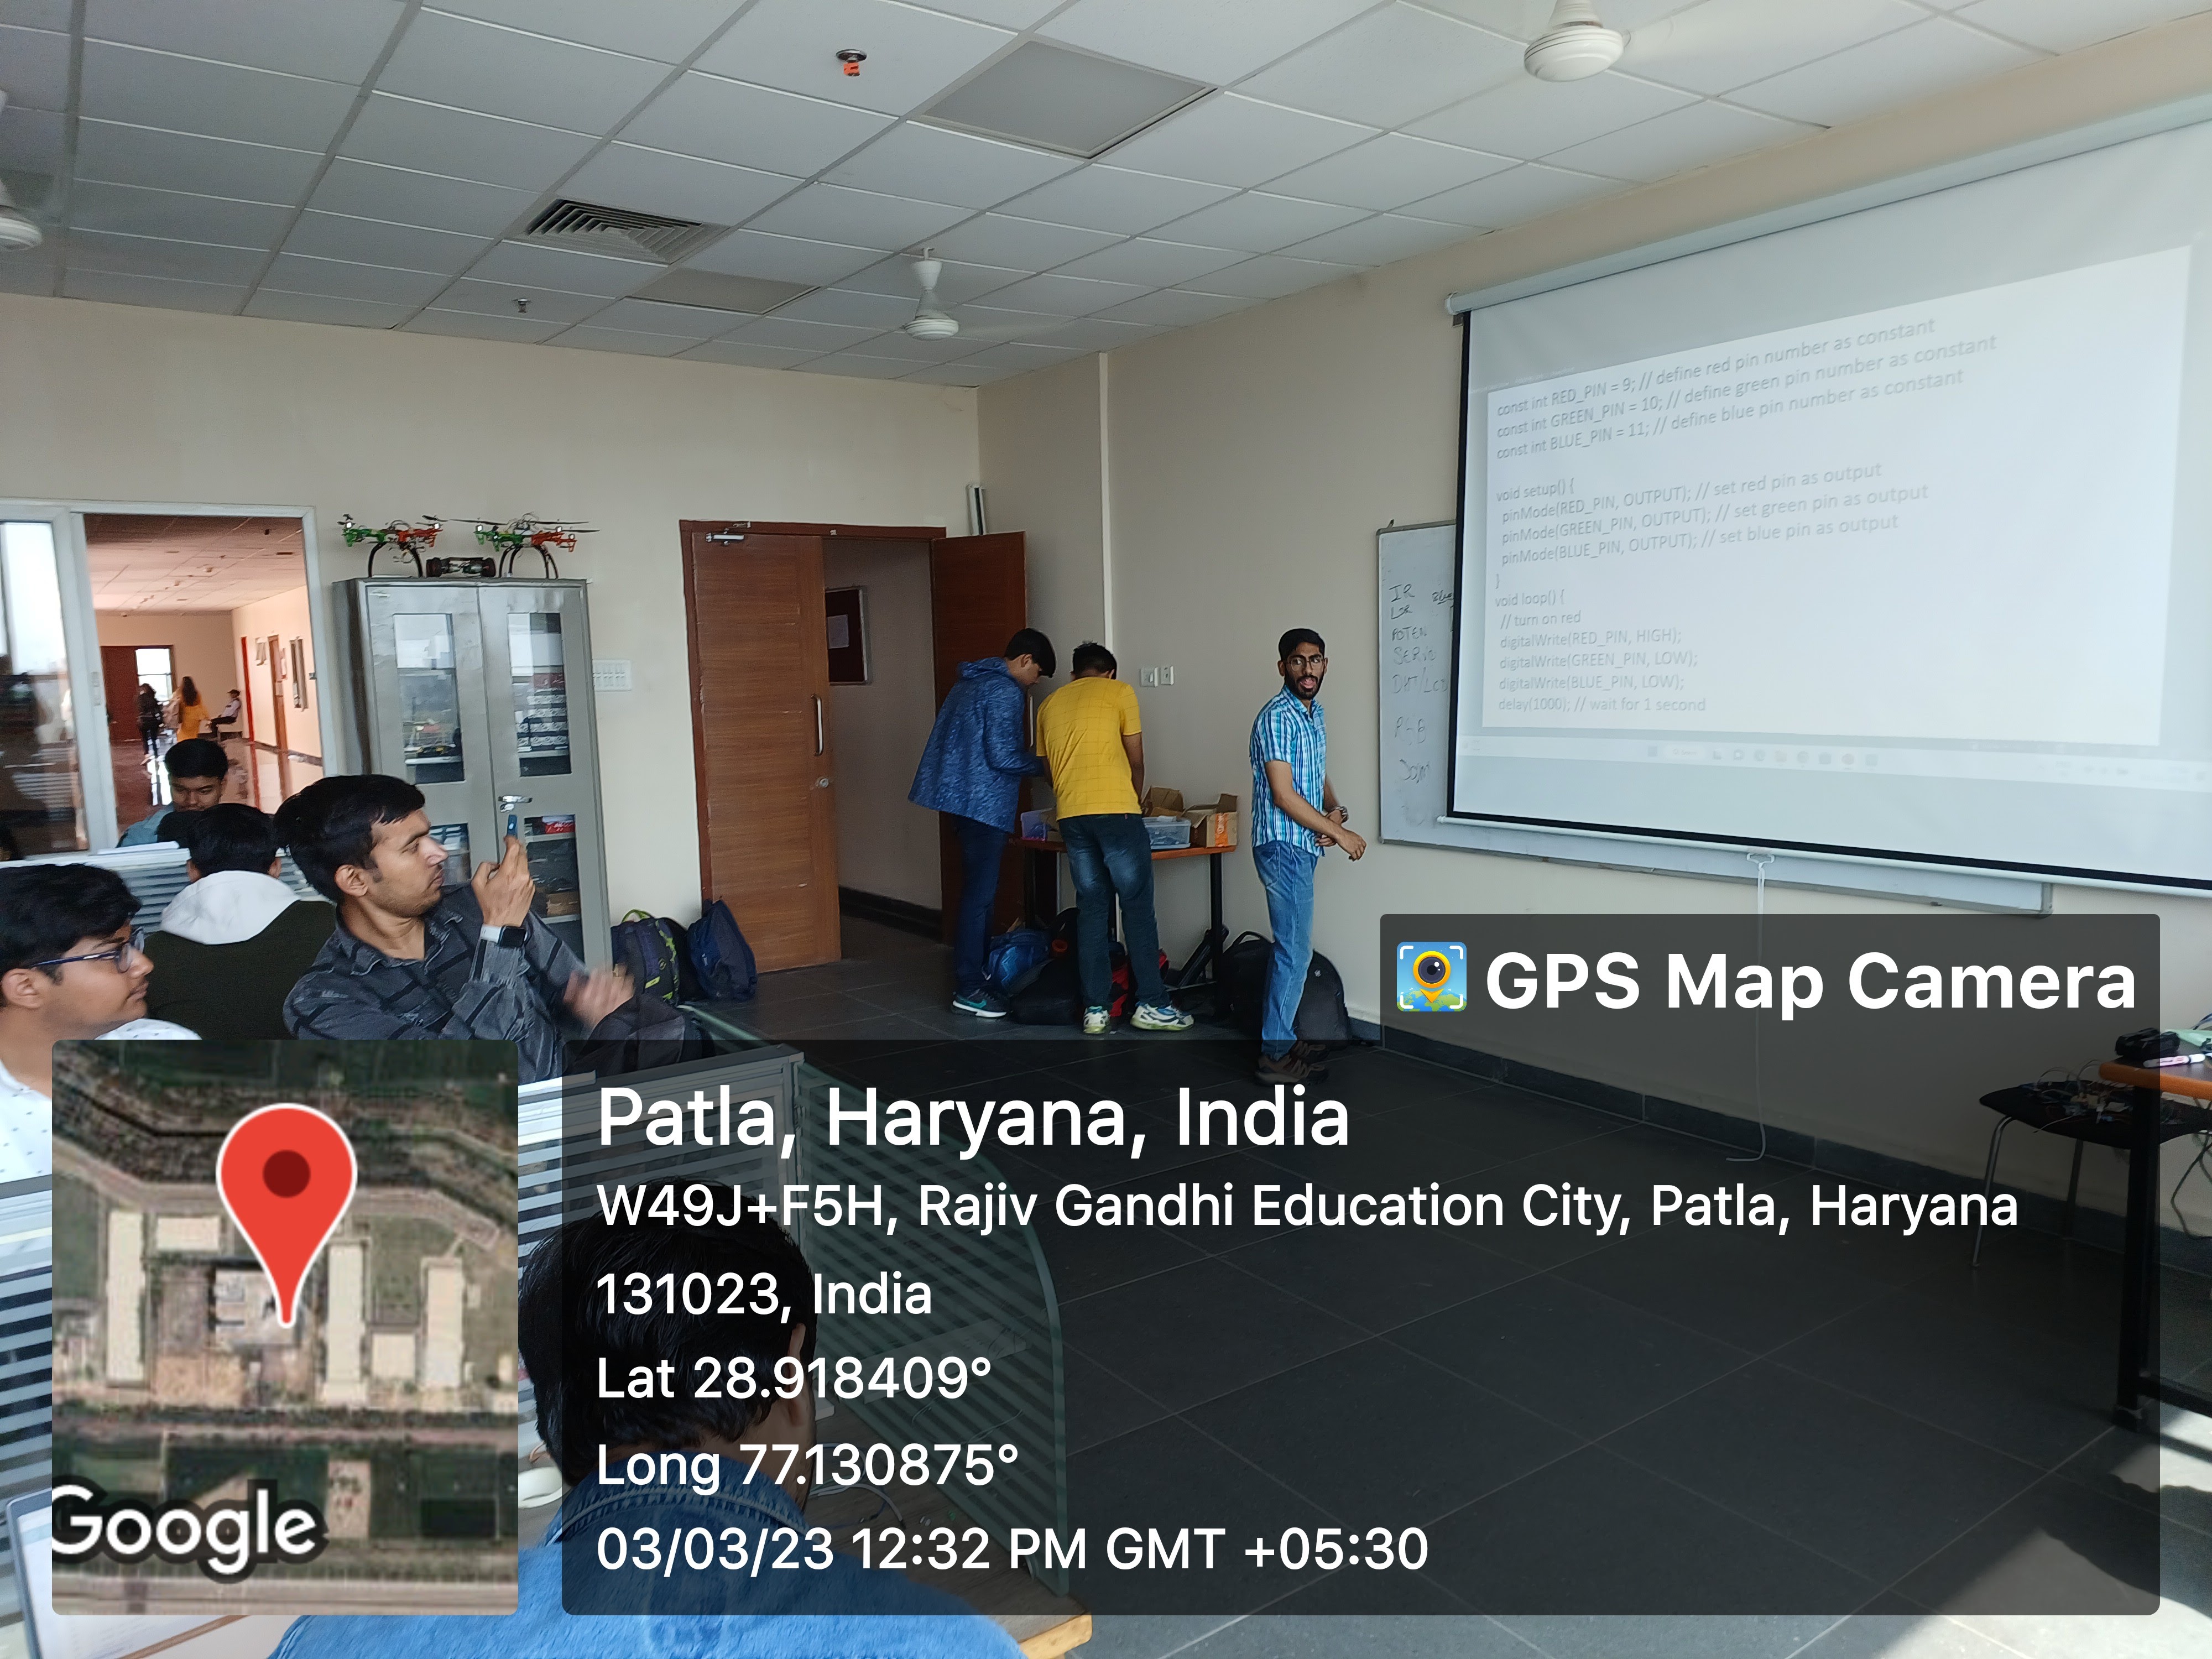 const int RED_PIN = 9; // define red pin number as constant
const int GREEN_PIN = 10; // define green pin number as constant
const int BLUE_PIN = 11; // define blue pin number as constant
void setup() {
pinMode(RED_PIN, OUTPUT); // set red pin as output
pinMode(GREEN_PIN, OUTPUT); // set green pin as output
pinMode(BLUE_PIN, OUTPUT); // set blue pin as output
}
void loop() {
// turn on red
digitalWrite(RED_PIN, HIGH);
digitalWrite(GREEN_PIN, LOW);
digitalWrite(BLUE_PIN, LOW);
delay(1000); // wait for 1 second
IR
LDR
POTEN
SERVO
DHT/LCD
GPS Map Camera
Patla, Haryana, India
W49J+F5H, Rajiv Gandhi Education City, Patla, Haryana
131023, India
Lat 28.918409°
Long 77.130875°
03/03/23 12:32 PM GMT +05:30
Google